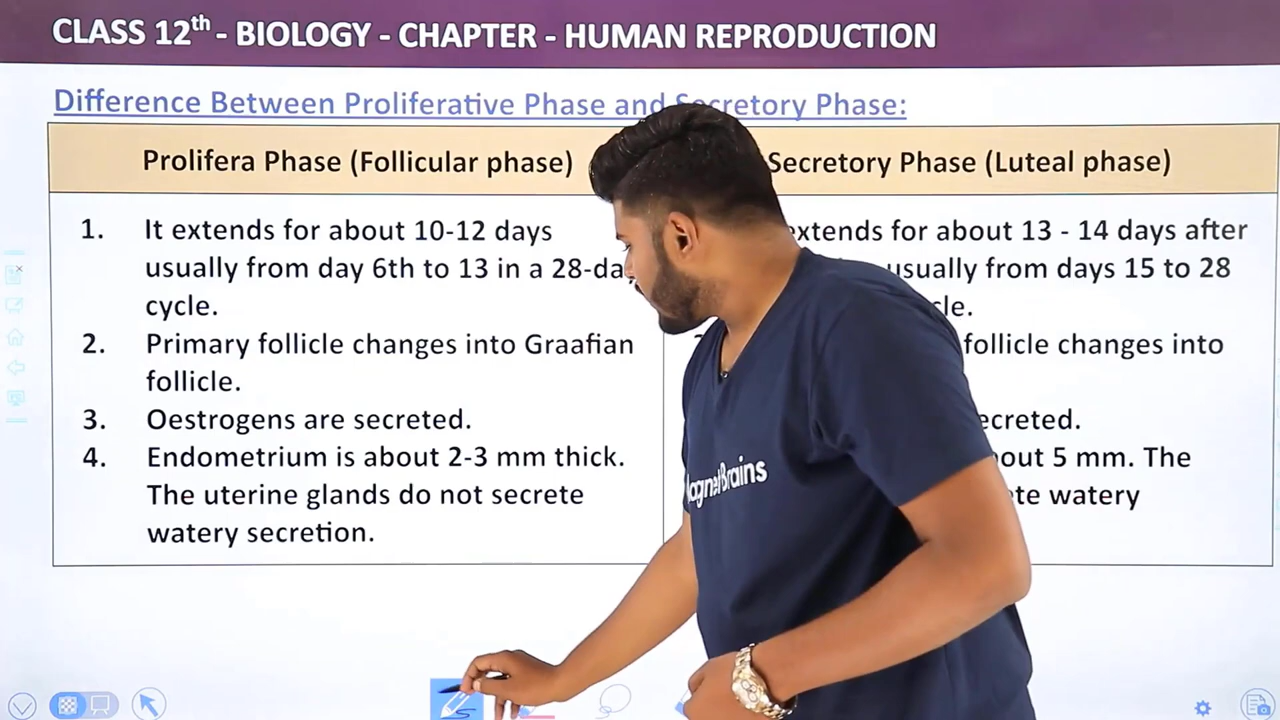 CLASS 12th - BIOLOGY - CHAPTER - HUMAN REPRODUCTION
Difference Between Proliferative Phase and Secretory Phase:
Prolifera Phase (Follicular phase)
Secretory Phase (Luteal phase)
1. It extends for about 10-12 days
usually from day 6th to 13 in a 28-da
cycle.
2. Primary follicle changes into Graafian
follicle.
3. Oestrogens are secreted.
4. Endometrium is about 2-3 mm thick.
The uterine glands do not secrete
watery secretion.
extends for about 13 - 14 days after
usually from days 15 to 28
cle.
follicle changes into
ecreted.
bout 5 mm. The
ete watery
agnetBrains